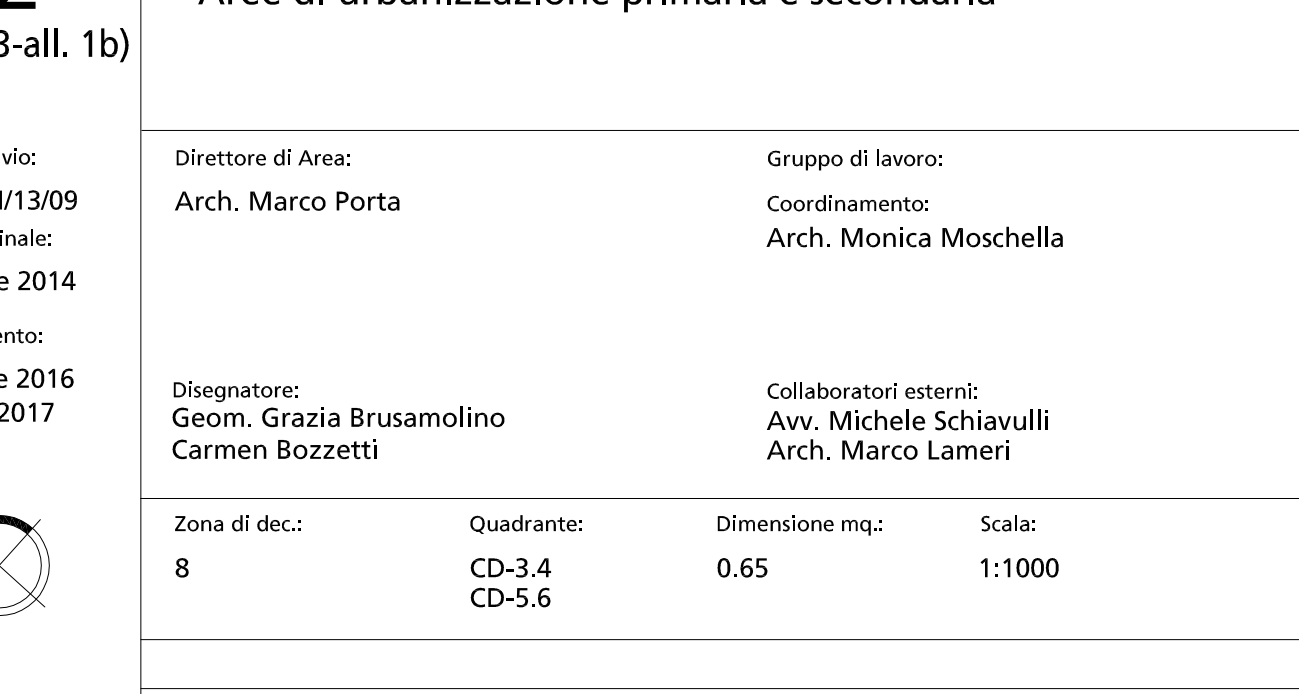 Aree di urbanizzazione primaria e secondaria
3-all. 1b)
vio:
1/13/09
inale:
e 2014
ento:
e 2016
2017
Direttore di Area:
Arch. Marco Porta
Gruppo di lavoro:
Coordinamento:
Arch. Monica Moschella
Disegnatore:
Geom. Grazia Brusamolino
Carmen Bozzetti
Collaboratori esterni:
Avv. Michele Schiavulli
Arch. Marco Lameri
Zona di dec.:
8
Quadrante:
CD-3.4
CD-5.6
Dimensione mq.:
0.65
Scala:
1:1000